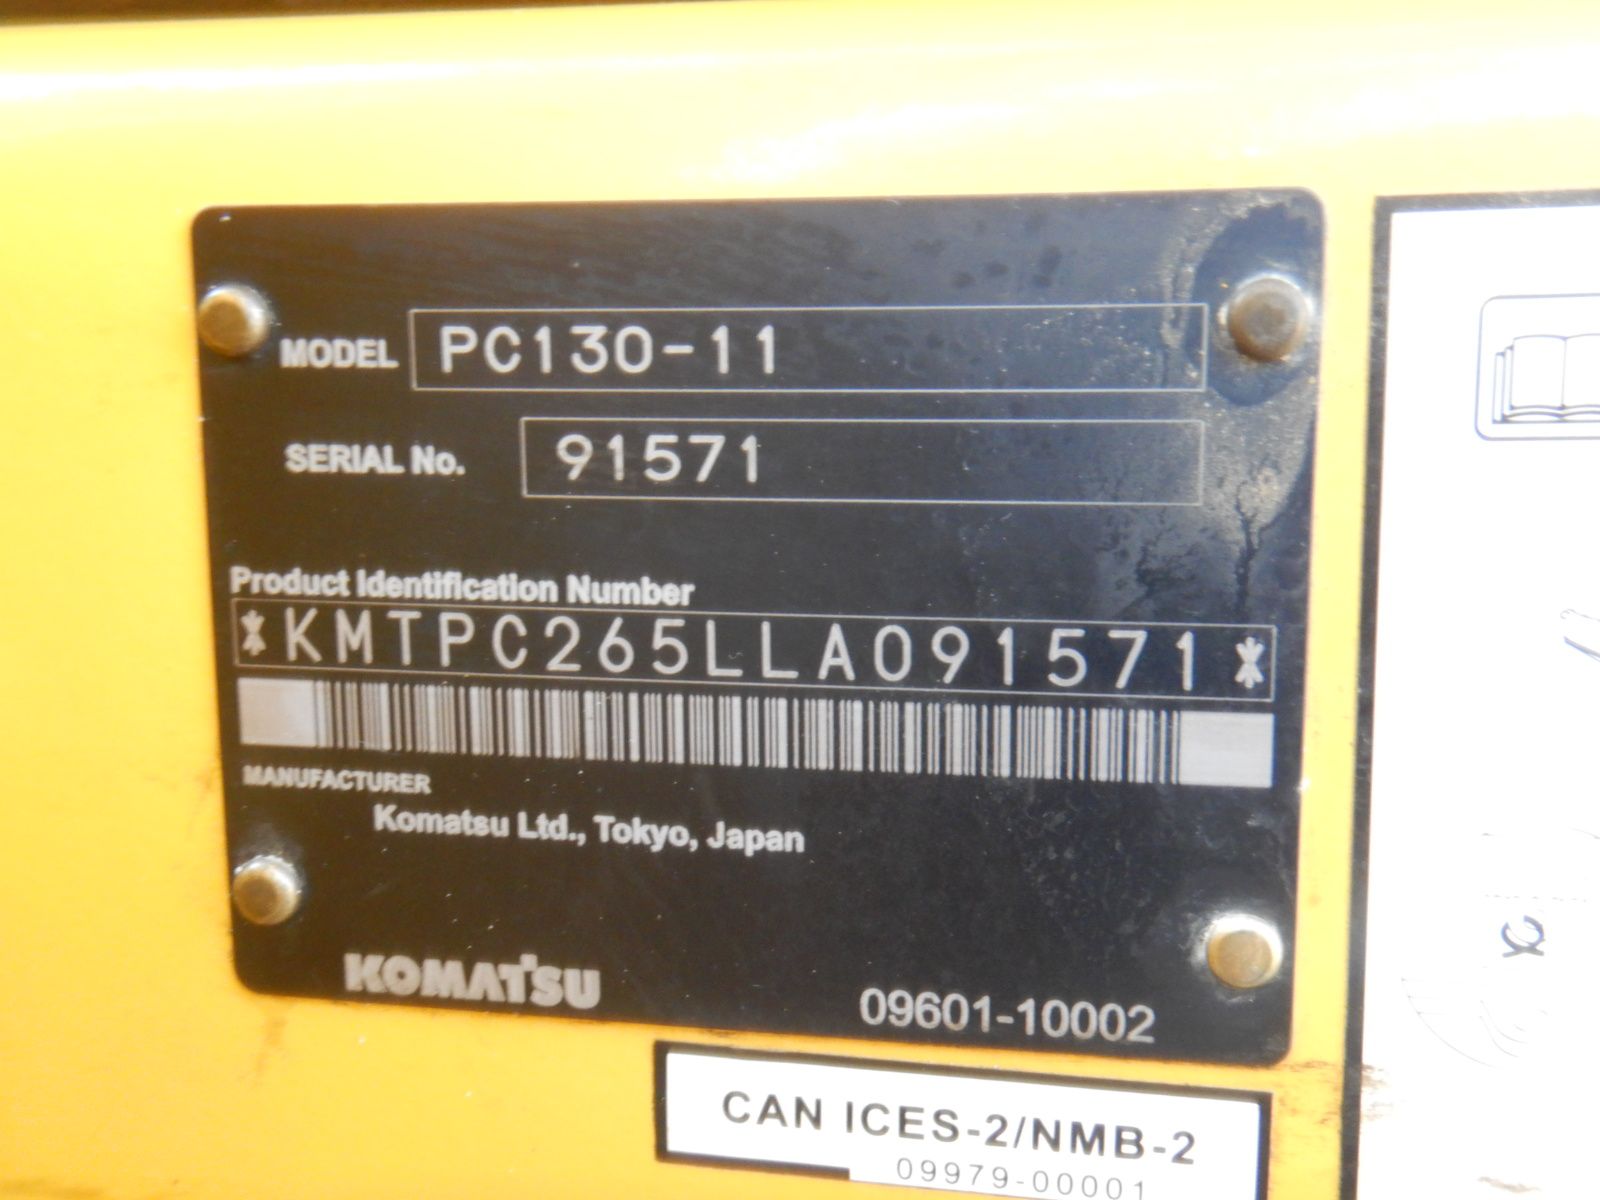 MODEL PC130-11
SERIAL No. 91571
Product Identification Number
*KMTPC265LLA091571*
MANUFACTURER
Komatsu Ltd., Tokyo, Japan
KOMATSU 09601-10002
CAN ICES-2/NMB-2
09979-00001